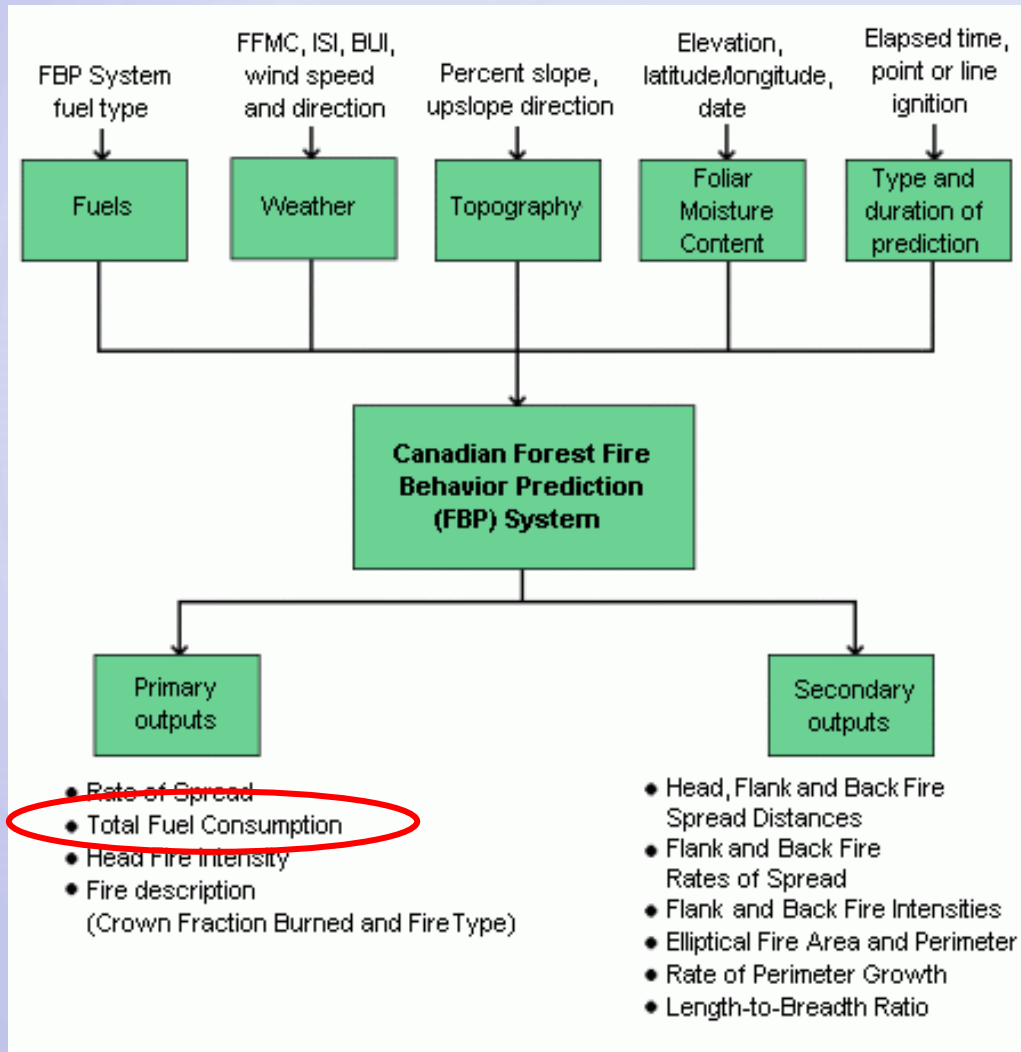 FBP System
fuel type
FFMC, ISI, BUI,
wind speed
and direction
Percent slope,
upslope direction
Elevation,
latitude/longitude,
date
Elapsed time,
point or line
ignition
Fuels
Weather
Topography
Foliar
Moisture
Content
Type and
duration of
prediction
Canadian Forest Fire
Behavior Prediction
(FBP) System
Primary
outputs
Secondary
outputs
● Rate of Spread
● Total Fuel Consumption
● Head Fire Intensity
● Fire description
(Crown Fraction Burned and Fire Type)
● Head, Flank and Back Fire
Spread Distances
● Flank and Back Fire
Rates of Spread
● Flank and Back Fire Intensities
● Elliptical Fire Area and Perimeter
● Rate of Perimeter Growth
● Length-to-Breadth Ratio